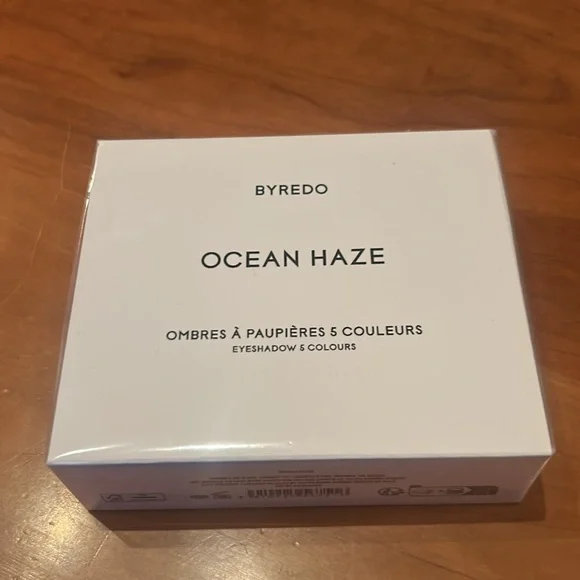 BYREDO
OCEAN HAZE
OMBRES À PAUPIÈRES 5 COULEURS
EYESHADOW 5 COLOURS